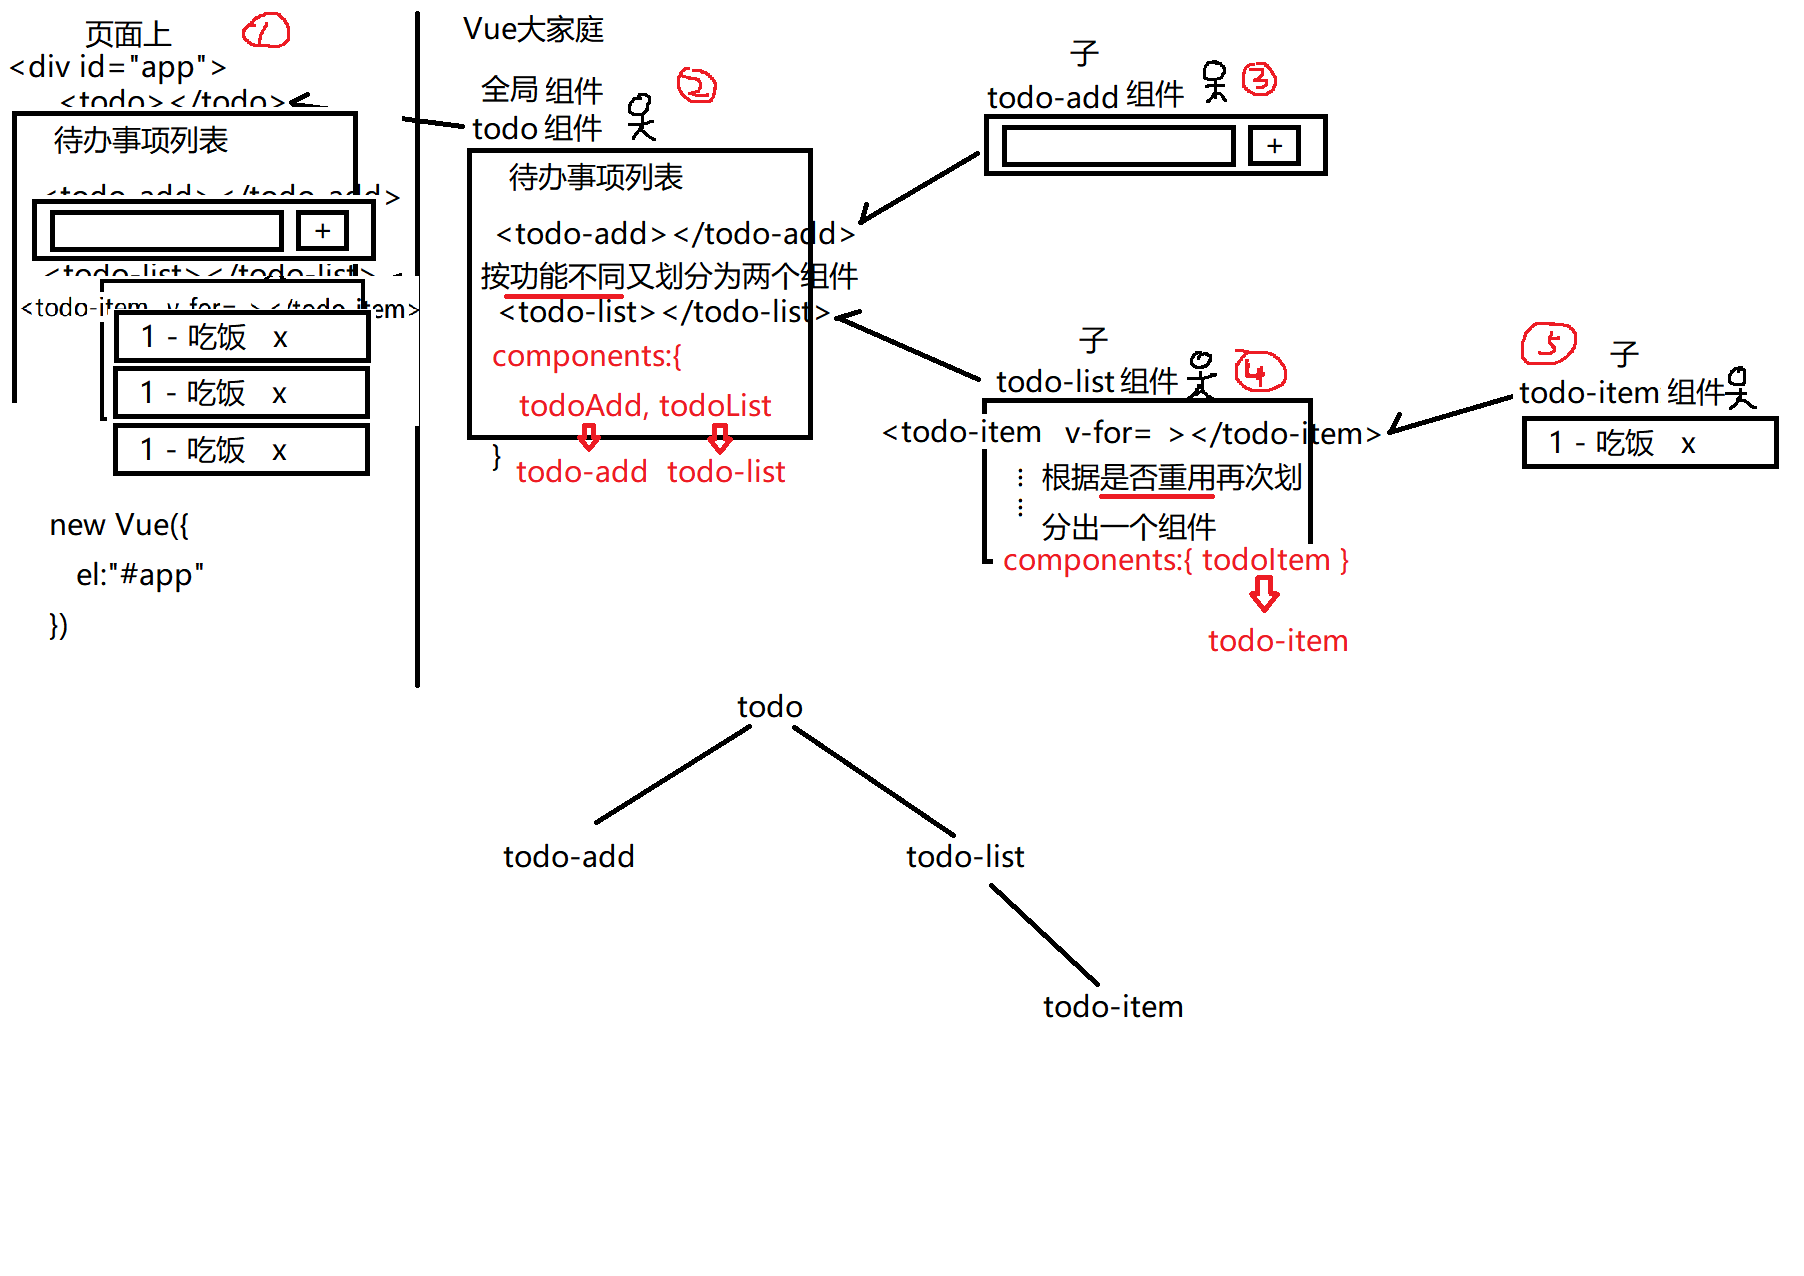 页面上
①
<div id="app">
<todo></todo>
待办事项列表
<todo-add></todo-add>
+
<todo-list></todo-list>
<todo-item v-for= ></todo-item>
1 - 吃饭 x
1 - 吃饭 x
1 - 吃饭 x
new Vue({
el:"#app"
})
Vue大家庭
全局 组件
②
todo 组件
待办事项列表
<todo-add></todo-add>
按功能不同又划分为两个组件
<todo-list></todo-list>
components:{
todoAdd, todoList
}
todo-add todo-list
子
todo-add 组件
③
+
子
todo-list 组件
④
<todo-item v-for= ></todo-item>
⋮ 根据是否重用再次划
⋮ 分出一个组件
components:{ todoItem }
todo-item
⑤
子
todo-item 组件
1 - 吃饭 x
todo
todo-add
todo-list
todo-item